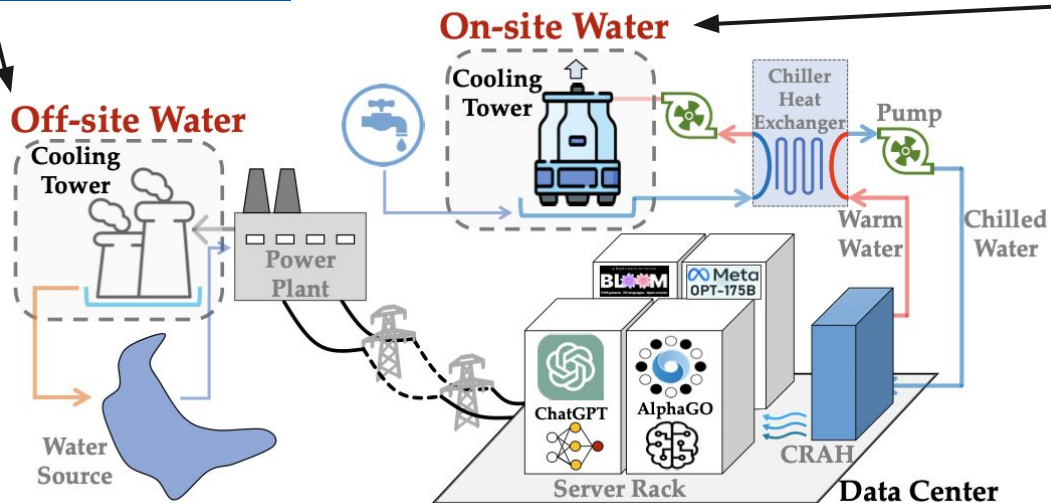 On-site Water
Cooling
Tower
Off-site Water
Cooling
Tower
Chiller
Heat
Exchanger
Pump
Power
Plant
Warm
Water
Chilled
Water
BLOOM
Meta
OPT-175B
ChatGPT
AlphaGO
Water
Source
CRAH
Server Rack
Data Center